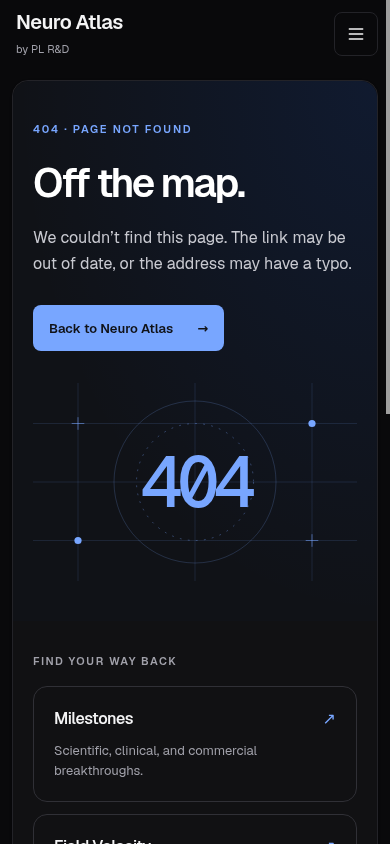 Neuro Atlas
by PL R&D
404 · PAGE NOT FOUND
Off the map.
We couldn’t find this page. The link may be
out of date, or the address may have a typo.
Back to Neuro Atlas →
404
FIND YOUR WAY BACK
Milestones ↗
Scientific, clinical, and commercial
breakthroughs.
Field Velocity